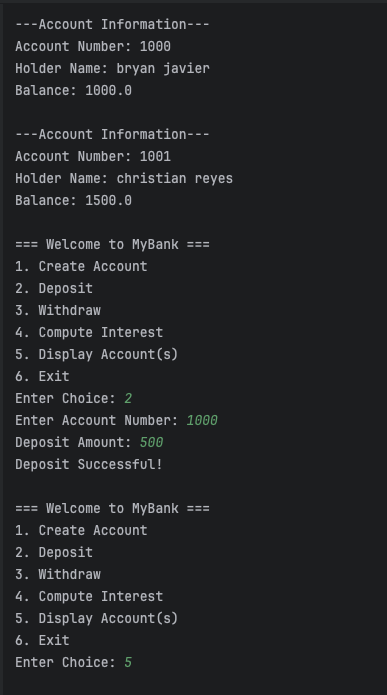 ---Account Information---
Account Number: 1000
Holder Name: bryan javier
Balance: 1000.0
---Account Information---
Account Number: 1001
Holder Name: christian reyes
Balance: 1500.0
=== Welcome to MyBank ===
1. Create Account
2. Deposit
3. Withdraw
4. Compute Interest
5. Display Account(s)
6. Exit
Enter Choice: 2
Enter Account Number: 1000
Deposit Amount: 500
Deposit Successful!
=== Welcome to MyBank ===
1. Create Account
2. Deposit
3. Withdraw
4. Compute Interest
5. Display Account(s)
6. Exit
Enter Choice: 5